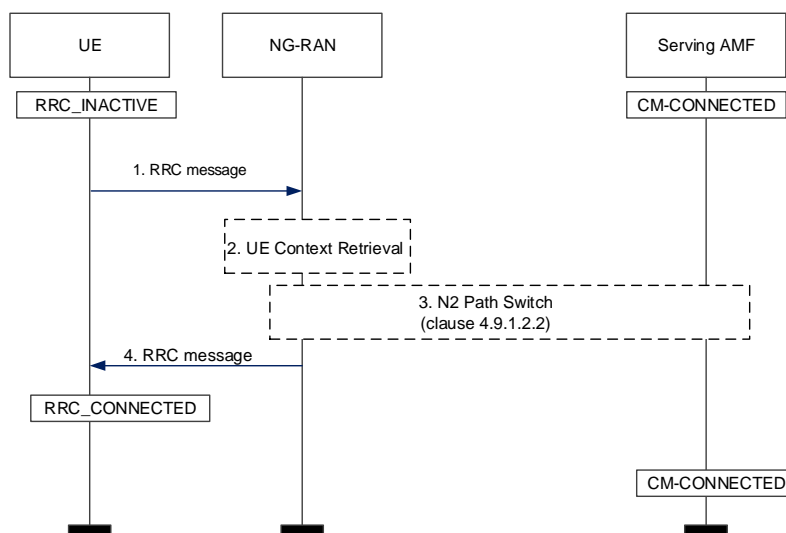 UE
NG-RAN
Serving AMF
RRC_INACTIVE
CM-CONNECTED
1. RRC message
2. UE Context Retrieval
3. N2 Path Switch
(clause 4.9.1.2.2)
4. RRC message
RRC_CONNECTED
CM-CONNECTED